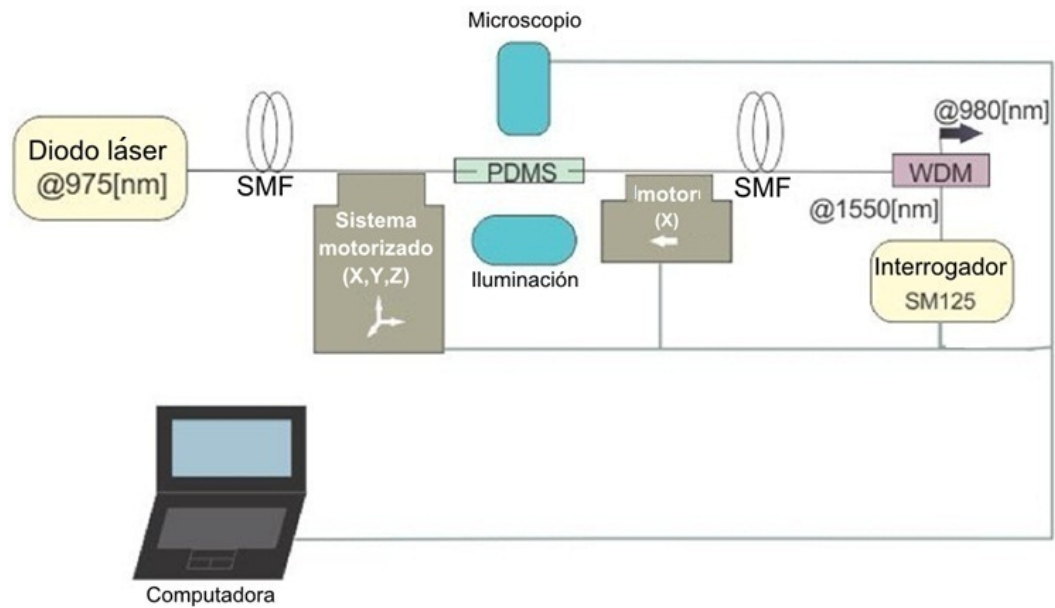 Microscopio
@980[nm]
Diodo láser
@975[nm]
SMF
PDMS
SMF
WDM
@1550[nm]
Sistema
motorizado
(X,Y,Z)
motor
(X)
Iluminación
Interrogador
SM125
Computadora